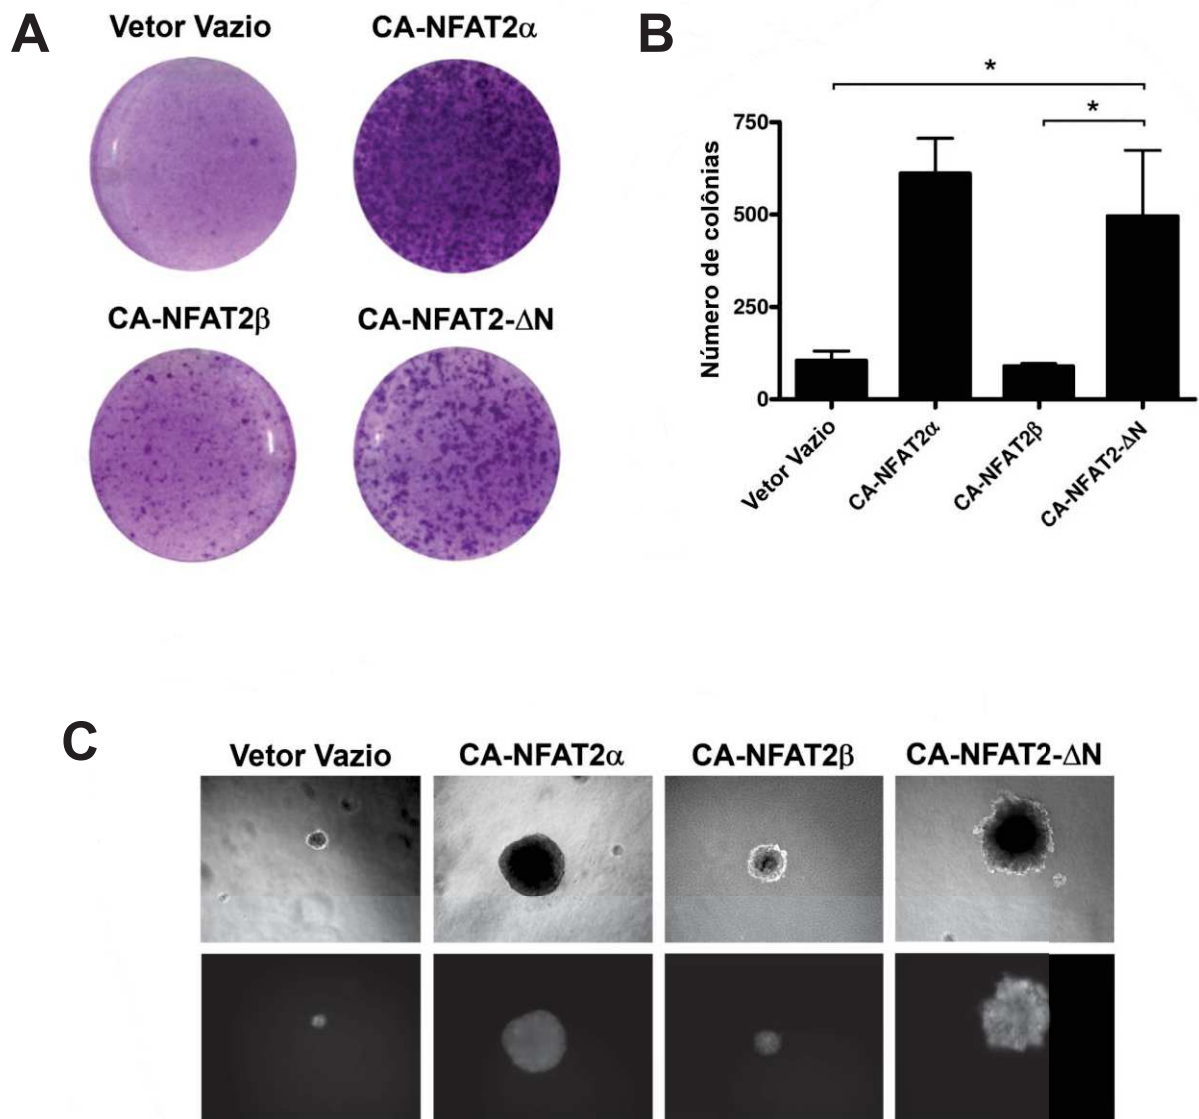 A
Vetor Vazio
CA-NFAT2α
CA-NFAT2β
CA-NFAT2-ΔN
B
*
*
Número de colônias
750
500
250
0
Vetor Vazio
CA-NFAT2α
CA-NFAT2β
CA-NFAT2-ΔN
C
Vetor Vazio
CA-NFAT2α
CA-NFAT2β
CA-NFAT2-ΔN